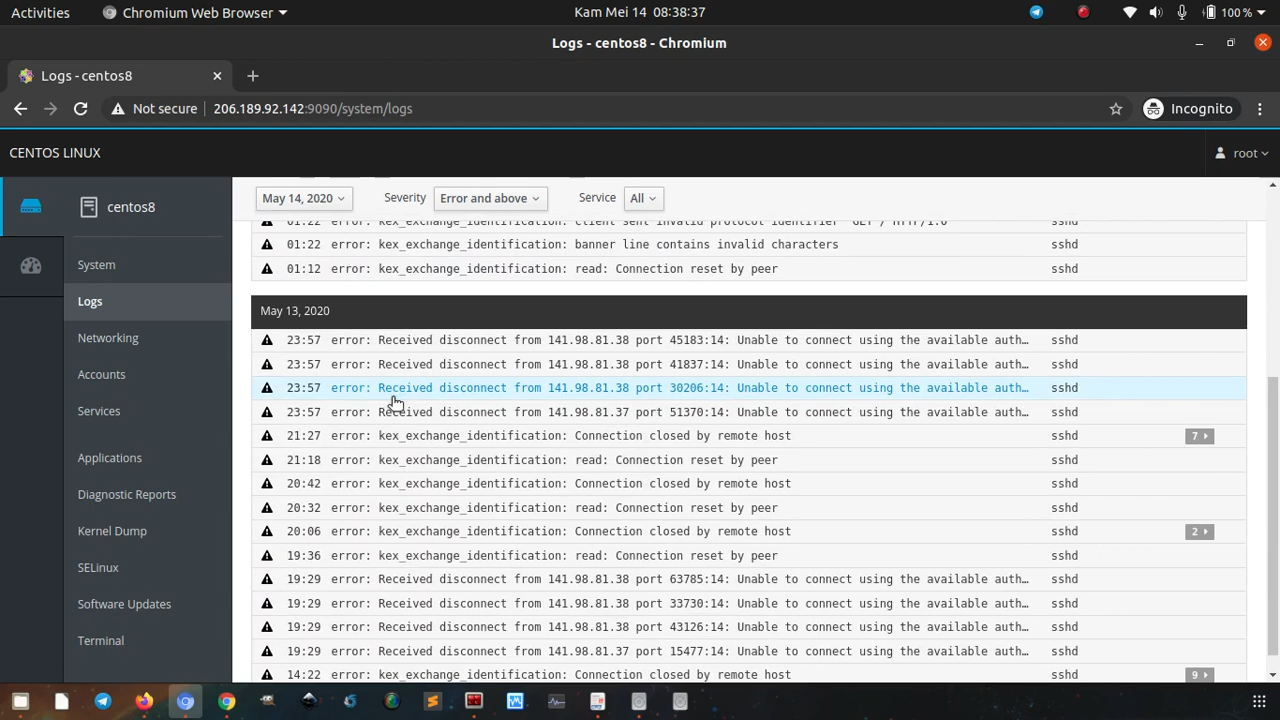 Activities
Chromium Web Browser
Kam Mei 14 08:38:37
100 %
Logs - centos8 - Chromium
Logs - centos8
Not secure
206.189.92.142:9090/system/logs
Incognito
CENTOS LINUX
root
centos8
System
Logs
Networking
Accounts
Services
Applications
Diagnostic Reports
Kernel Dump
SELinux
Software Updates
Terminal
May 14, 2020 Severity Error and above Service All
01:22 error: kex_exchange_identification: client sent invalid protocol identifier "GET / HTTP/1.0" sshd
01:22 error: kex_exchange_identification: banner line contains invalid characters sshd
01:12 error: kex_exchange_identification: read: Connection reset by peer sshd
May 13, 2020
23:57 error: Received disconnect from 141.98.81.38 port 45183:14: Unable to connect using the available auth… sshd
23:57 error: Received disconnect from 141.98.81.38 port 41837:14: Unable to connect using the available auth… sshd
23:57 error: Received disconnect from 141.98.81.38 port 30206:14: Unable to connect using the available auth… sshd
23:57 error: Received disconnect from 141.98.81.37 port 51370:14: Unable to connect using the available auth… sshd
21:27 error: kex_exchange_identification: Connection closed by remote host sshd 7
21:18 error: kex_exchange_identification: read: Connection reset by peer sshd
20:42 error: kex_exchange_identification: Connection closed by remote host sshd
20:32 error: kex_exchange_identification: read: Connection reset by peer sshd
20:06 error: kex_exchange_identification: Connection closed by remote host sshd 2
19:36 error: kex_exchange_identification: read: Connection reset by peer sshd
19:29 error: Received disconnect from 141.98.81.38 port 63785:14: Unable to connect using the available auth… sshd
19:29 error: Received disconnect from 141.98.81.38 port 33730:14: Unable to connect using the available auth… sshd
19:29 error: Received disconnect from 141.98.81.38 port 43126:14: Unable to connect using the available auth… sshd
19:29 error: Received disconnect from 141.98.81.37 port 15477:14: Unable to connect using the available auth… sshd
14:22 error: kex_exchange_identification: Connection closed by remote host sshd 9